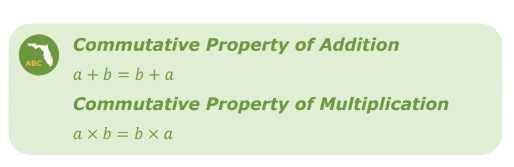 ABC
Commutative Property of Addition
a + b = b + a
Commutative Property of Multiplication
a × b = b × a